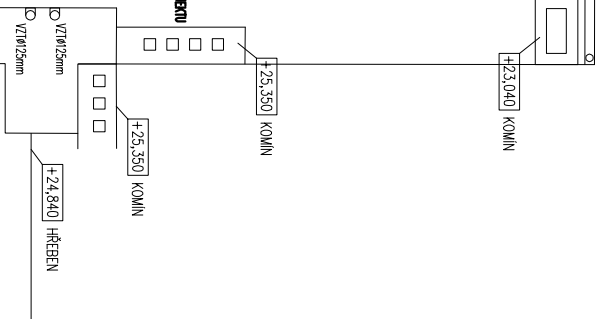 VZTø125mm
VZTø125mm
+25,350 KOMÍN
+23,040 KOMÍN
+25,350 KOMÍN
+24,840 HŘEBEN